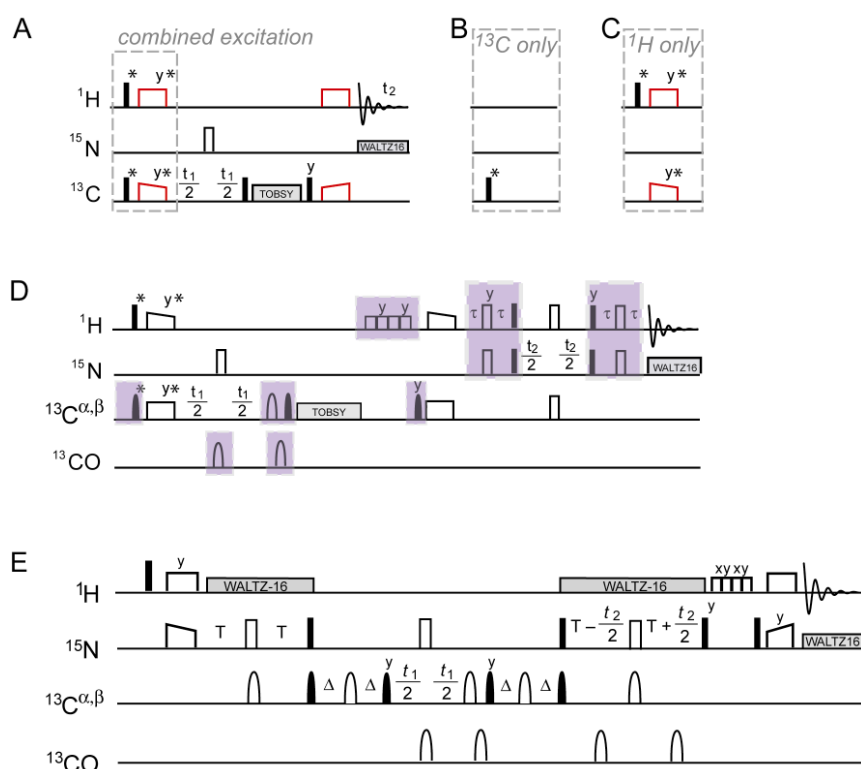 A
combined excitation
B
¹³C only
C
¹H only
* y*
* y*
¹H
t₂
¹⁵N
WALTZ16
¹³C
* y* t₁/2 t₁/2 TOBSY y
*
y*
D
¹H
* y* y y τ y τ y τ τ
¹⁵N
t₂/2 t₂/2 WALTZ16
¹³Cα,β
* y* t₁/2 t₁/2 TOBSY y
¹³CO
E
¹H
y WALTZ-16 WALTZ-16 xy xy
¹⁵N
T T T − t₂/2 T + t₂/2 y y WALTZ16
¹³Cα,β
Δ Δ y t₁/2 t₁/2 y Δ Δ
¹³CO